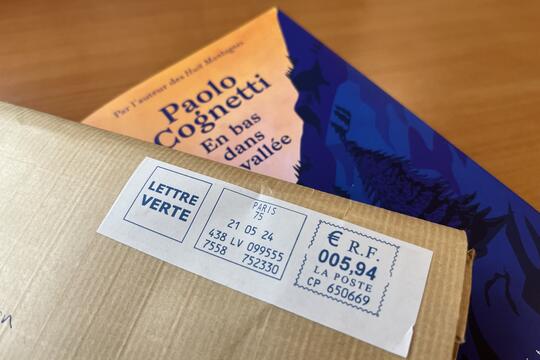 Par l'auteur des Huit Montagnes
Paolo
Cognetti
En bas
dans
vallée
LETTRE
VERTE
PARIS
75
21 05 24
438 LV 099555
7558 752330
€ R.F.
005,94
LA POSTE
CP 650669